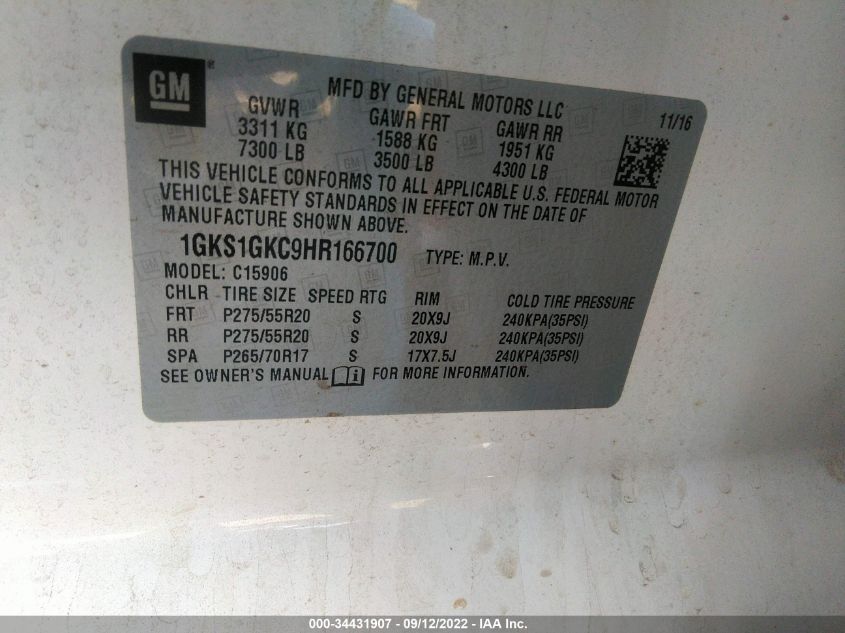 GM®
MFD BY GENERAL MOTORS LLC
11/16
GVWR GAWR FRT GAWR RR
3311 KG 1588 KG 1951 KG
7300 LB 3500 LB 4300 LB
THIS VEHICLE CONFORMS TO ALL APPLICABLE U.S. FEDERAL MOTOR
VEHICLE SAFETY STANDARDS IN EFFECT ON THE DATE OF
MANUFACTURE SHOWN ABOVE.
1GKS1GKC9HR166700 TYPE: M.P.V.
MODEL: C15906
CHLR TIRE SIZE SPEED RTG RIM COLD TIRE PRESSURE
FRT P275/55R20 S 20X9J 240KPA(35PSI)
RR P275/55R20 S 20X9J 240KPA(35PSI)
SPA P265/70R17 S 17X7.5J 240KPA(35PSI)
SEE OWNER'S MANUAL i FOR MORE INFORMATION.
000-34431907 - 09/12/2022 - IAA Inc.